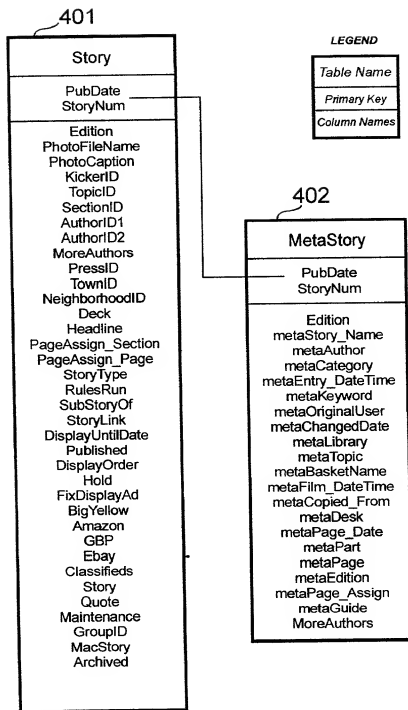 401
Story
PubDate
StoryNum
Edition
PhotoFileName
PhotoCaption
KickerID
TopicID
SectionID
AuthorID1
AuthorID2
MoreAuthors
PressID
TownID
NeighborhoodID
Deck
Headline
PageAssign_Section
PageAssign_Page
StoryType
RulesRun
SubStoryOf
StoryLink
DisplayUntilDate
Published
DisplayOrder
Hold
FixDisplayAd
BigYellow
Amazon
GBP
Ebay
Classifieds
Story
Quote
Maintenance
GroupID
MacStory
Archived
LEGEND
Table Name
Primary Key
Column Names
402
MetaStory
PubDate
StoryNum
Edition
metaStory_Name
metaAuthor
metaCategory
metaEntry_DateTime
metaKeyword
metaOriginalUser
metaChangedDate
metaLibrary
metaTopic
metaBasketName
metaFilm_DateTime
metaCopied_From
metaDesk
metaPage_Date
metaPart
metaPage
metaEdition
metaPage_Assign
metaGuide
MoreAuthors